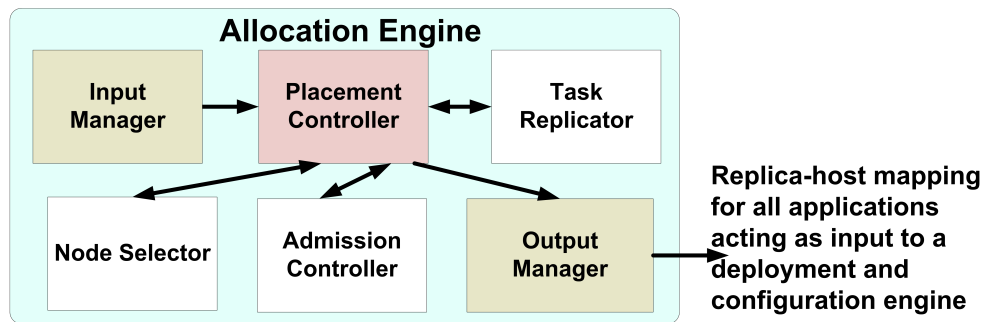 Allocation Engine
Input
Manager
Placement
Controller
Task
Replicator
Node Selector
Admission
Controller
Output
Manager
Replica-host mapping
for all applications
acting as input to a
deployment and
configuration engine